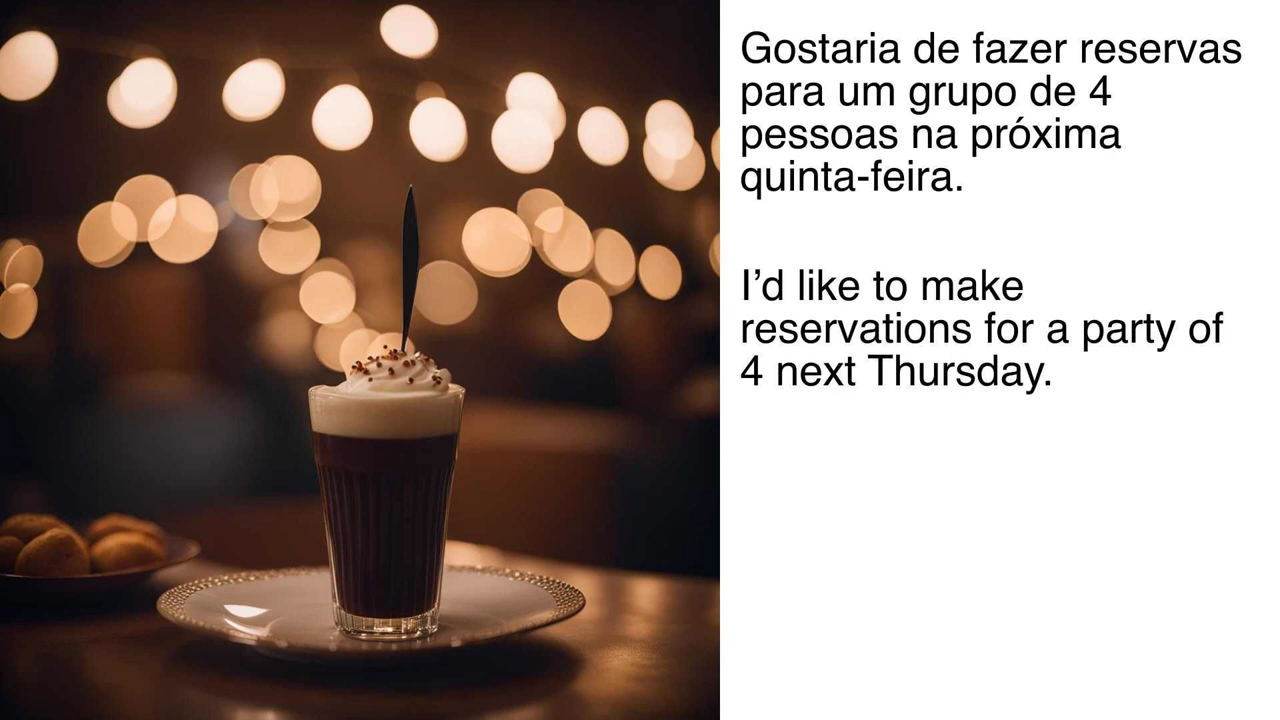 Gostaria de fazer reservas
para um grupo de 4
pessoas na próxima
quinta-feira.
I’d like to make
reservations for a party of
4 next Thursday.